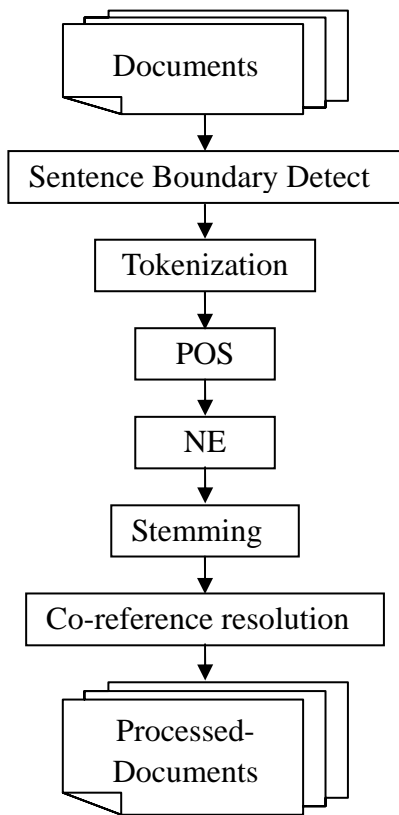 Documents
Sentence Boundary Detect
Tokenization
POS
NE
Stemming
Co-reference resolution
Processed-
Documents